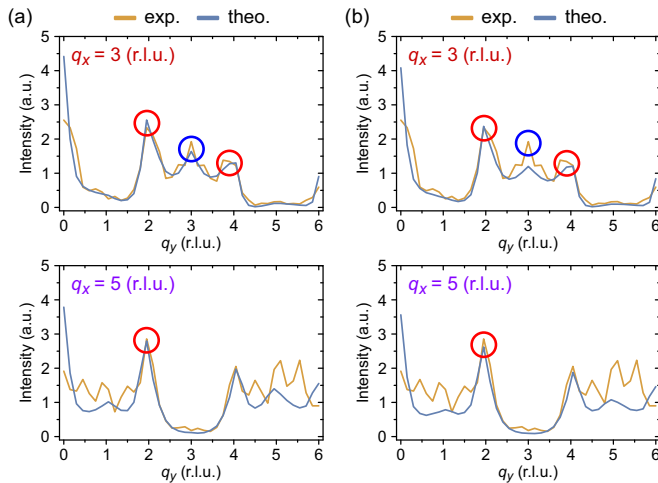 (a) exp. theo.
q_x = 3 (r.l.u.)
Intensity (a.u.)
5
4
3
2
1
0
0 1 2 3 4 5 6
q_y (r.l.u.)
q_x = 5 (r.l.u.)
Intensity (a.u.)
5
4
3
2
1
0
0 1 2 3 4 5 6
q_y (r.l.u.)
(b) exp. theo.
q_x = 3 (r.l.u.)
Intensity (a.u.)
5
4
3
2
1
0
0 1 2 3 4 5 6
q_y (r.l.u.)
q_x = 5 (r.l.u.)
Intensity (a.u.)
5
4
3
2
1
0
0 1 2 3 4 5 6
q_y (r.l.u.)